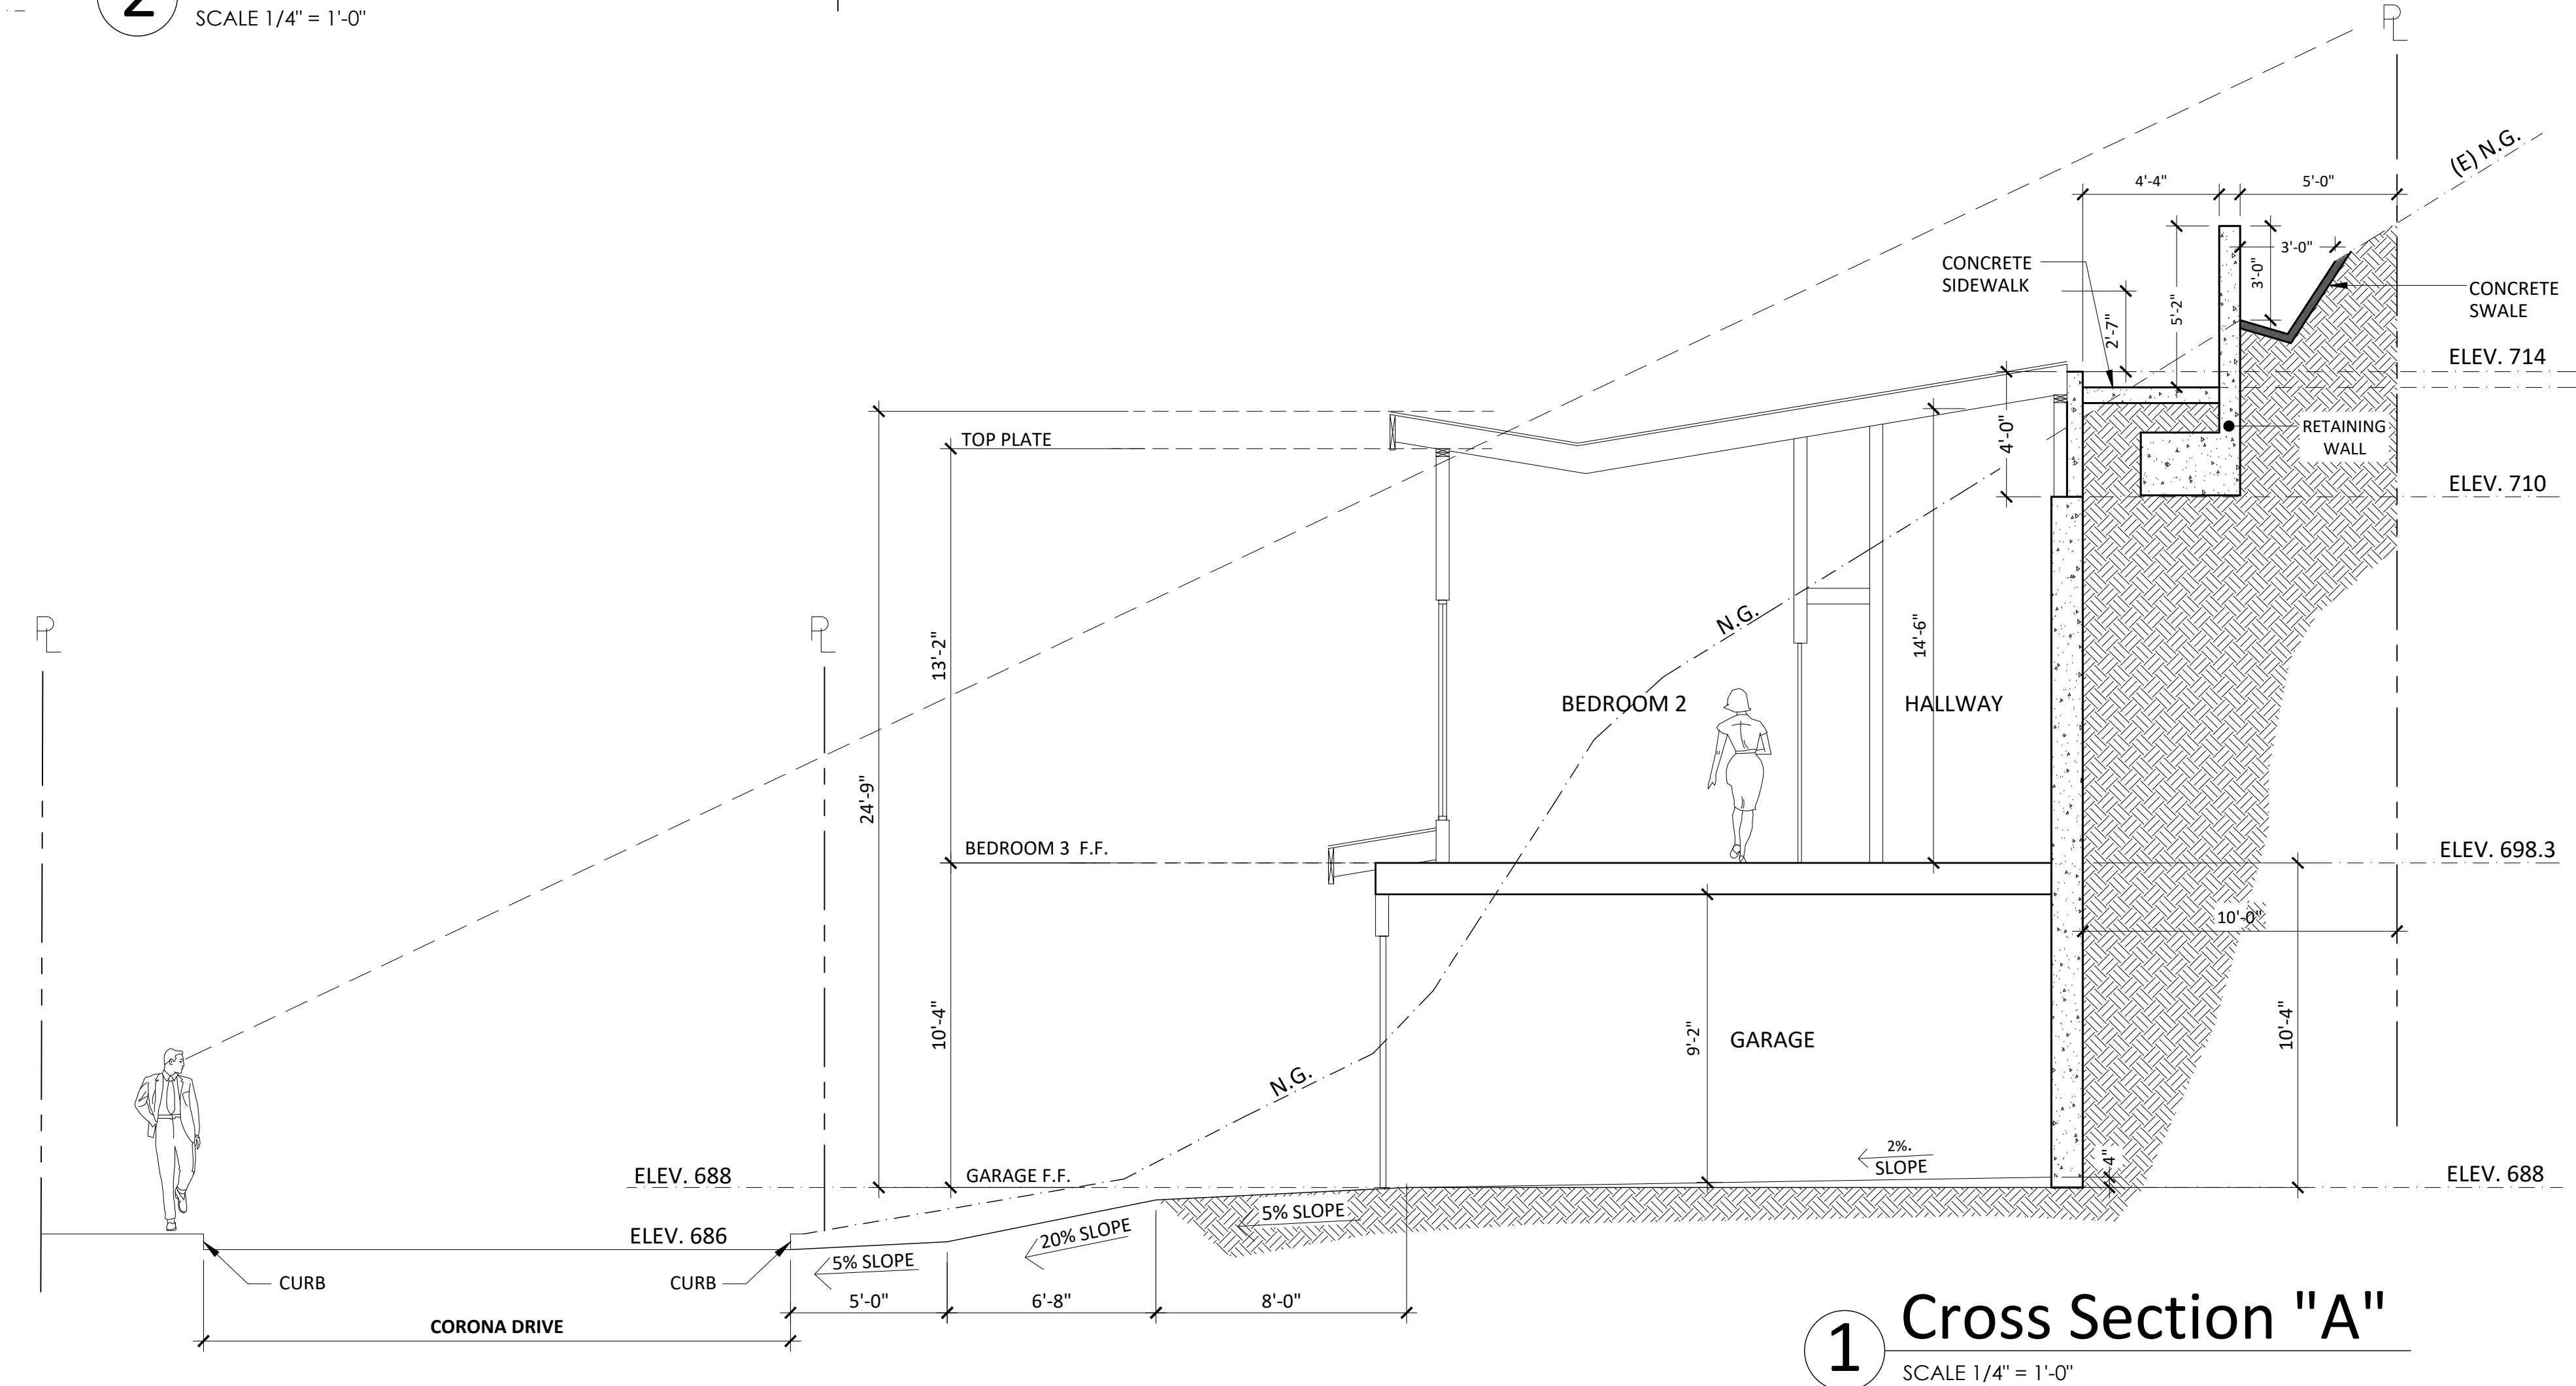 2
SCALE 1/4" = 1'-0"
PL
(E) N.G.
4'-4"
5'-0"
3'-0"
CONCRETE
SIDEWALK
5'-2"
3'-0"
CONCRETE
SWALE
2'-7"
ELEV. 714
TOP PLATE
4'-0"
RETAINING
WALL
ELEV. 710
PL
PL
N.G.
13'-2"
14'-6"
BEDROOM 2
HALLWAY
24'-9"
BEDROOM 3 F.F.
ELEV. 698.3
10'-0"
10'-4"
9'-2"
GARAGE
10'-4"
N.G.
2%.
SLOPE
4"
ELEV. 688
GARAGE F.F.
ELEV. 688
5% SLOPE
20% SLOPE
ELEV. 686
5% SLOPE
CURB
CURB
5'-0"
6'-8"
8'-0"
CORONA DRIVE
1
Cross Section "A"
SCALE 1/4" = 1'-0"